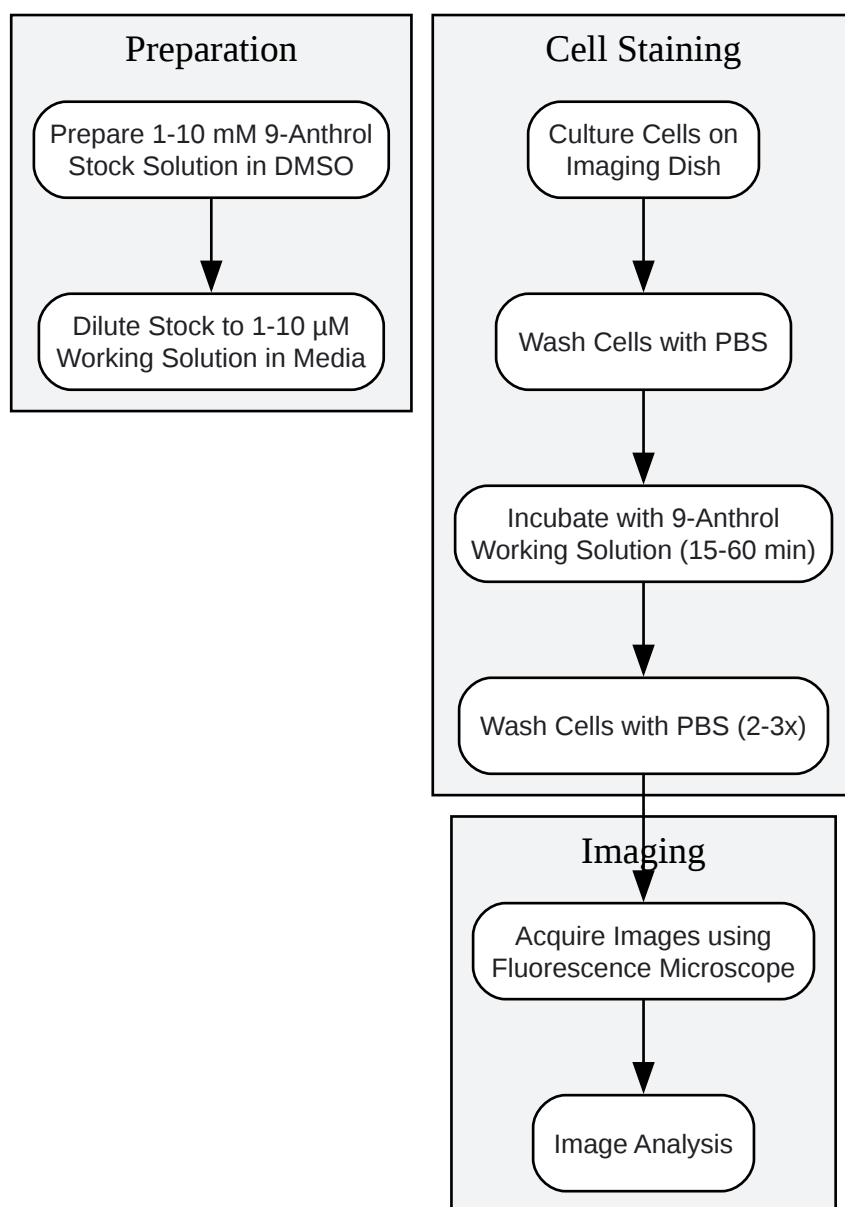 Preparation
Prepare 1-10 mM 9-Anthrol
Stock Solution in DMSO
Dilute Stock to 1-10 µM
Working Solution in Media
Cell Staining
Culture Cells on
Imaging Dish
Wash Cells with PBS
Incubate with 9-Anthrol
Working Solution (15-60 min)
Wash Cells with PBS (2-3x)
Imaging
Acquire Images using
Fluorescence Microscope
Image Analysis